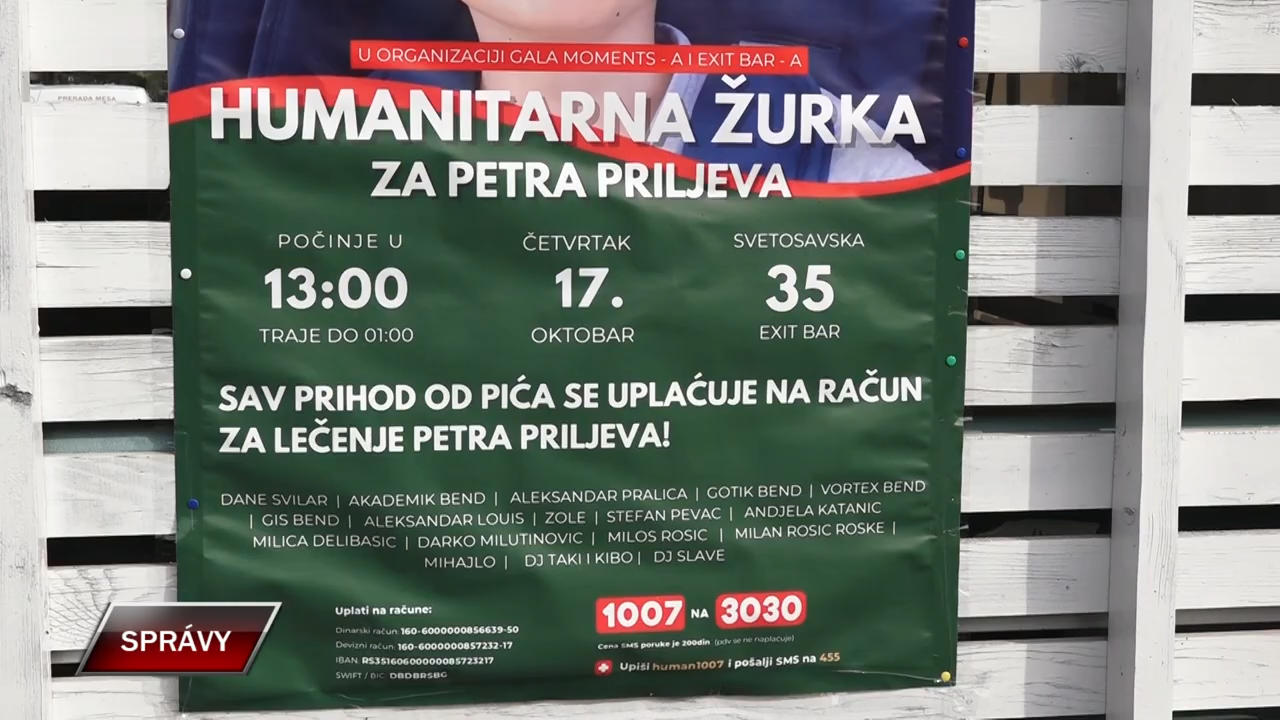 U ORGANIZACIJI GALA MOMENTS - A I EXIT BAR - A
PRERADA MESA
HUMANITARNA ŽURKA
ZA PETRA PRILJEVA
POČINJE U
13:00
TRAJE DO 01:00
ČETVRTAK
17.
OKTOBAR
SVETOSAVSKA
35
EXIT BAR
SAV PRIHOD OD PIĆA SE UPLAĆUJE NA RAČUN
ZA LEČENJE PETRA PRILJEVA!
DANE SVILAR | AKADEMIK BEND | ALEKSANDAR PRALICA | GOTIK BEND | VORTEX BEND
| GIS BEND | ALEKSANDAR LOUIS | ZOLE | STEFAN PEVAC | ANDJELA KATANIC
MILICA DELIBASIC | DARKO MILUTINOVIC | MILOS ROSIC | MILAN ROSIC ROSKE |
MIHAJLO | DJ TAKI I KIBO | DJ SLAVE
Uplati na račune:
Dinarski račun: 160-6000000856639-50
Devizni račun: 160-6000000857232-17
IBAN: RS35160600000085723217
SWIFT / BIC: DBDBRSBG
1007 NA 3030
Cena SMS poruke je 200din (pdv se ne naplaćuje)
Upiši human1007 i pošalji SMS na 455
SPRÁVY